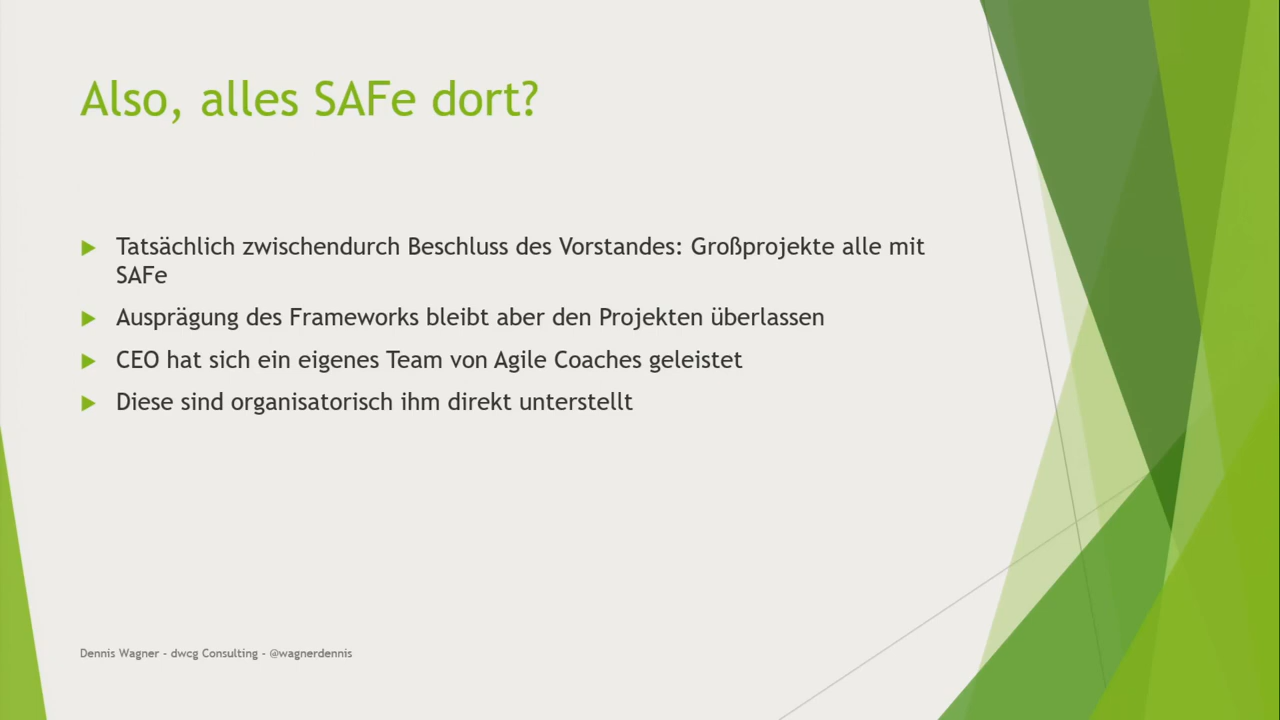 Also, alles SAFe dort?
Tatsächlich zwischendurch Beschluss des Vorstandes: Großprojekte alle mit
SAFe
Ausprägung des Frameworks bleibt aber den Projekten überlassen
CEO hat sich ein eigenes Team von Agile Coaches geleistet
Diese sind organisatorisch ihm direkt unterstellt
Dennis Wagner - dwcg Consulting - @wagnerdennis